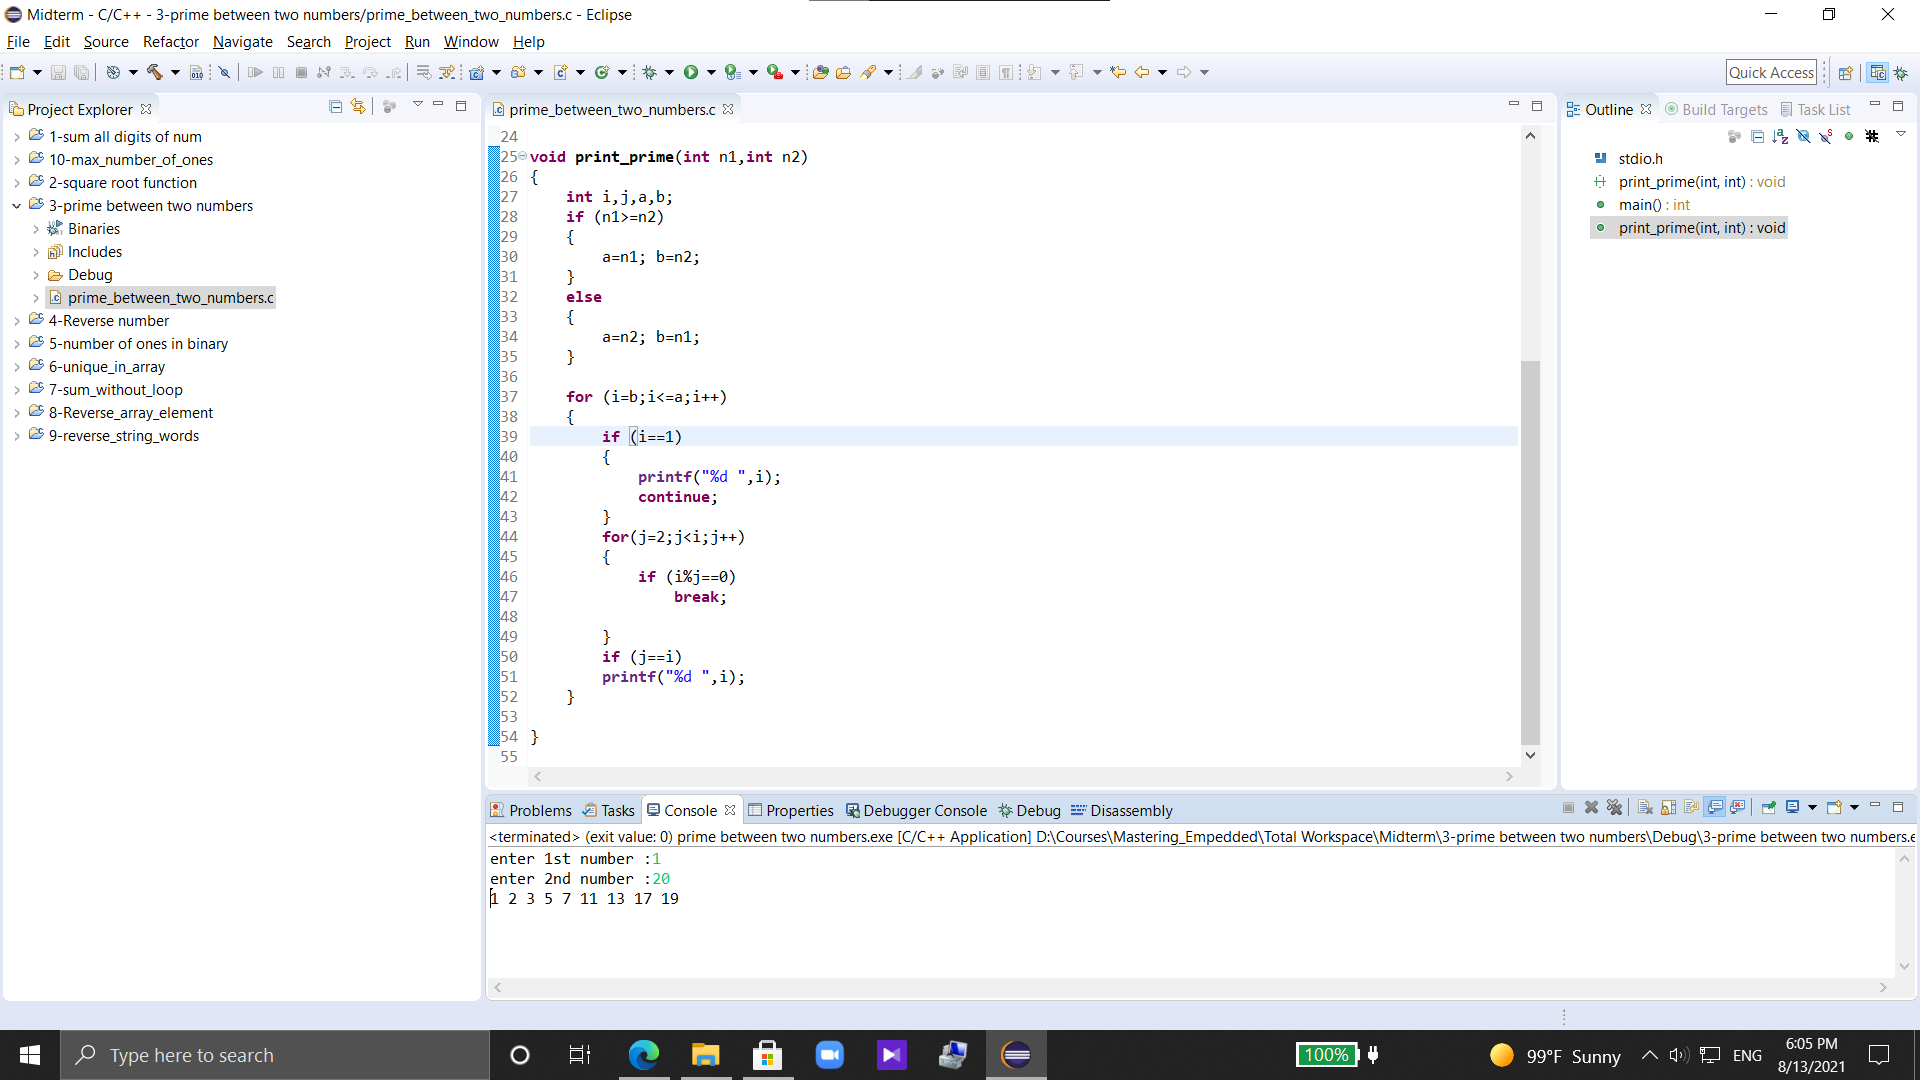 Midterm - C/C++ - 3-prime between two numbers/prime_between_two_numbers.c - Eclipse
File Edit Source Refactor Navigate Search Project Run Window Help
Quick Access
Project Explorer
1-sum all digits of num
10-max_number_of_ones
2-square root function
3-prime between two numbers
Binaries
Includes
Debug
prime_between_two_numbers.c
4-Reverse number
5-number of ones in binary
6-unique_in_array
7-sum_without_loop
8-Reverse_array_element
9-reverse_string_words
prime_between_two_numbers.c
24
25 void print_prime(int n1,int n2)
26 {
27 int i,j,a,b;
28 if (n1>=n2)
29 {
30 a=n1; b=n2;
31 }
32 else
33 {
34 a=n2; b=n1;
35 }
36
37 for (i=b;i<=a;i++)
38 {
39 if (i==1)
40 {
41 printf("%d ",i);
42 continue;
43 }
44 for(j=2;j<i;j++)
45 {
46 if (i%j==0)
47 break;
48
49 }
50 if (j==i)
51 printf("%d ",i);
52 }
53
54 }
55
Outline Build Targets Task List
stdio.h
print_prime(int, int) : void
main() : int
print_prime(int, int) : void
Problems Tasks Console Properties Debugger Console Debug Disassembly
<terminated> (exit value: 0) prime between two numbers.exe [C/C++ Application] D:\Courses\Mastering_Empedded\Total Workspace\Midterm\3-prime between two numbers\Debug\3-prime between two numbers.e
enter 1st number :1
enter 2nd number :20
1 2 3 5 7 11 13 17 19
Type here to search
100%
99°F Sunny
ENG
6:05 PM
8/13/2021